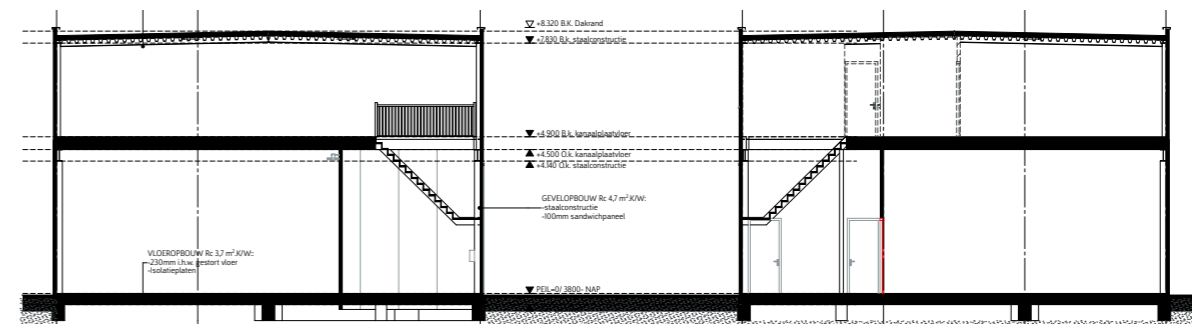 +8.320 B.K. Dakrand
+7.830 B.k. staalconstructie
+4.900 B.k. kanaalplaatvloer
+4.500 O.k. kanaalplaatvloer
+4.140 O.k. staalconstructie
GEVELOPBOUW Rc 4,7 m².K/W:
-staalconstructie
-100mm sandwichpaneel
VLOEROPBOUW Rc 3,7 m².K/W::
-230mm i.h.w. gestort vloer
-Isolatieplaten
PEIL=0/ 3800- NAP